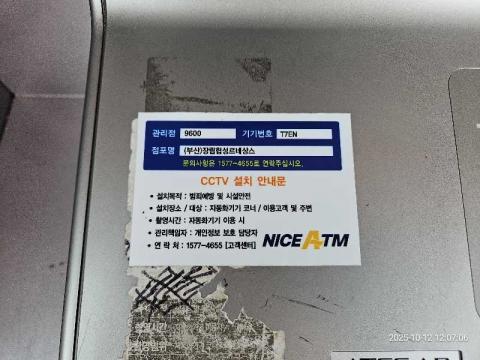 관리점 9600 기기번호 T7EN
점포명 (부산)장림협성르네상스
문의사항은 1577-4655로 연락주십시오.
CCTV 설치 안내문
• 설치목적 : 범죄예방 및 시설안전
• 설치장소 / 대상 : 자동화기기 코너 / 이용고객 및 주변
• 촬영시간 : 자동화기기 이용 시
• 관리책임자 : 개인정보 보호 담당자
• 연 락 처 : 1577-4655 [고객센터]
NICE ATM
2025-10-12 12:07:06